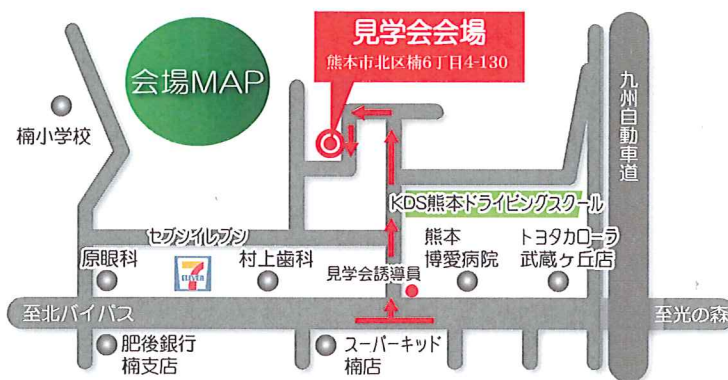 見学会会場
熊本市北区楠6丁目4-130
会場MAP
楠小学校
九州自動車道
KDS熊本ドライビングスクール
セブンイレブン
原眼科
ELEVEN
村上歯科
見学会誘導員
熊本
博愛病院
トヨタカローラ
武蔵ヶ丘店
至北バイパス
至光の森
肥後銀行
楠支店
スーパーキッド
楠店